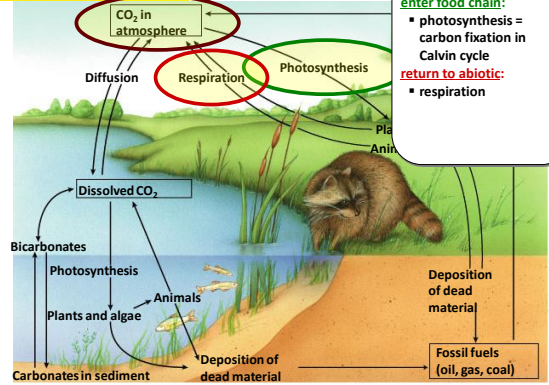 enter food chain:
▪ photosynthesis =
carbon fixation in
Calvin cycle
return to abiotic:
▪ respiration
CO₂ in
atmosphere
Diffusion
Respiration
Photosynthesis
Dissolved CO₂
Bicarbonates
Photosynthesis
Animals
Plants and algae
Carbonates in sediment
Deposition of
dead material
Deposition
of dead
material
Fossil fuels
(oil, gas, coal)